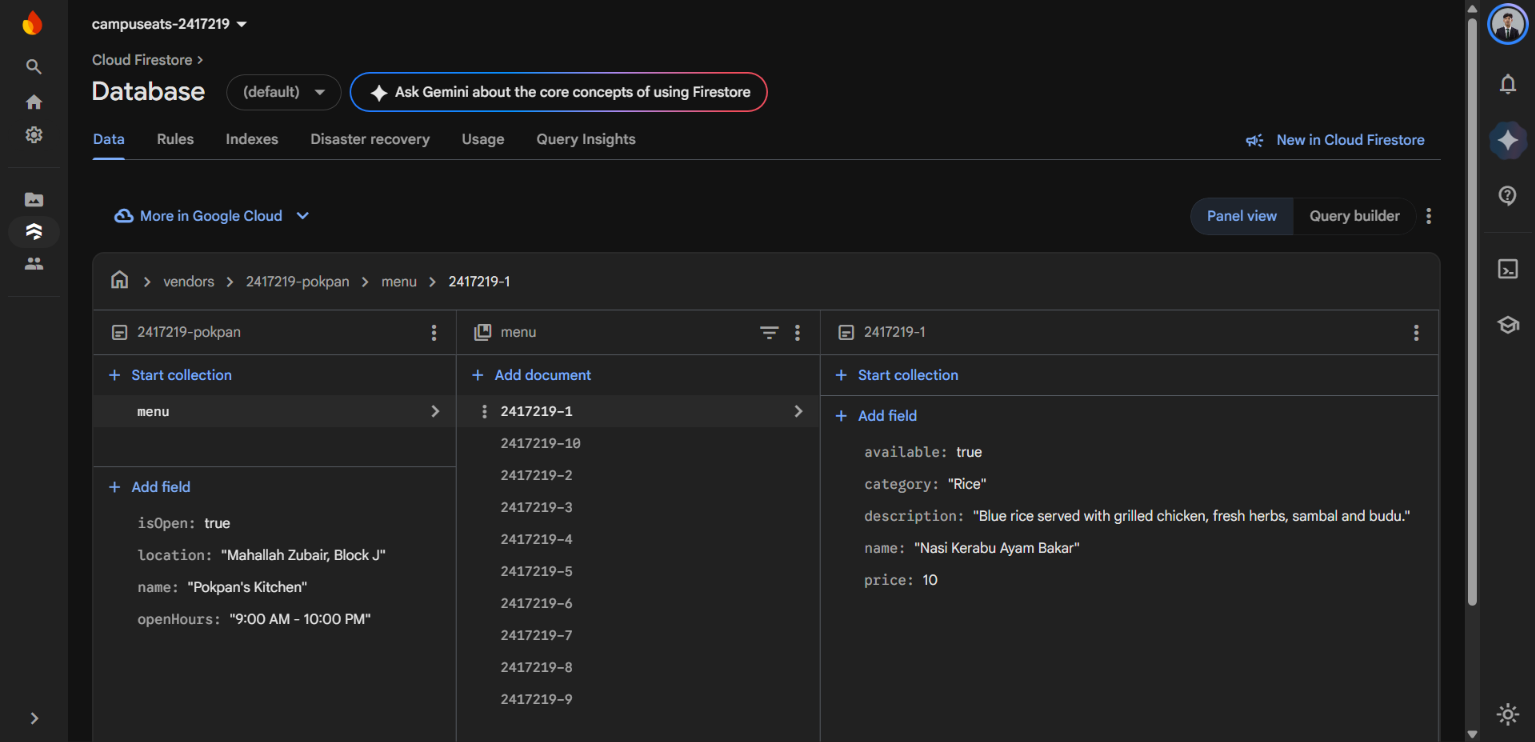 campuseats-2417219
Cloud Firestore
Database
(default)
Ask Gemini about the core concepts of using Firestore
Data
Rules
Indexes
Disaster recovery
Usage
Query Insights
New in Cloud Firestore
More in Google Cloud
Panel view
Query builder
vendors
2417219-pokpan
menu
2417219-1
2417219-pokpan
+ Start collection
menu
+ Add field
isOpen: true
location: "Mahallah Zubair, Block J"
name: "Pokpan's Kitchen"
openHours: "9:00 AM - 10:00 PM"
menu
+ Add document
2417219-1
2417219-10
2417219-2
2417219-3
2417219-4
2417219-5
2417219-6
2417219-7
2417219-8
2417219-9
2417219-1
+ Start collection
+ Add field
available: true
category: "Rice"
description: "Blue rice served with grilled chicken, fresh herbs, sambal and budu."
name: "Nasi Kerabu Ayam Bakar"
price: 10